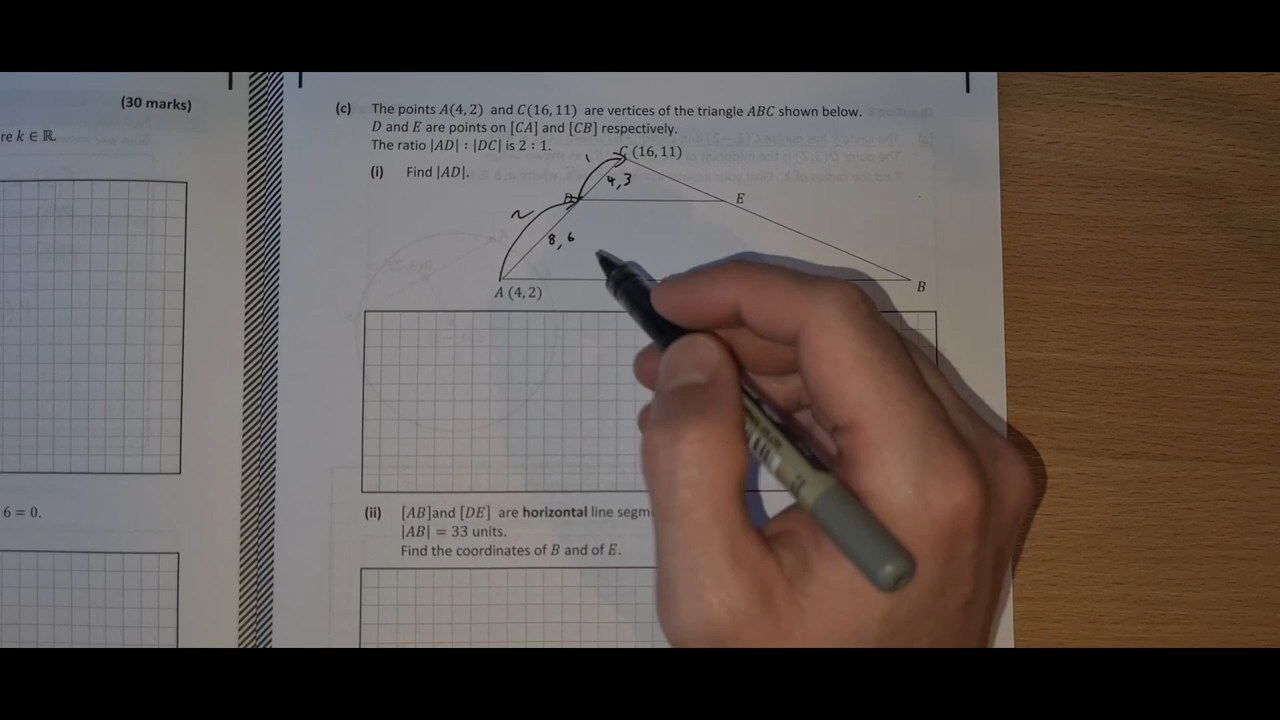 (30 marks)
re k ∈ ℝ.
6 = 0.
(c) The points A(4, 2) and C(16, 11) are vertices of the triangle ABC shown below.
D and E are points on [CA] and [CB] respectively.
The ratio |AD| : |DC| is 2 : 1.
(i) Find |AD|.
C (16, 11)
1
4,3
D
E
2
8,6
A (4, 2)
B
(ii) [AB]and [DE] are horizontal line segm
|AB| = 33 units.
Find the coordinates of B and of E.